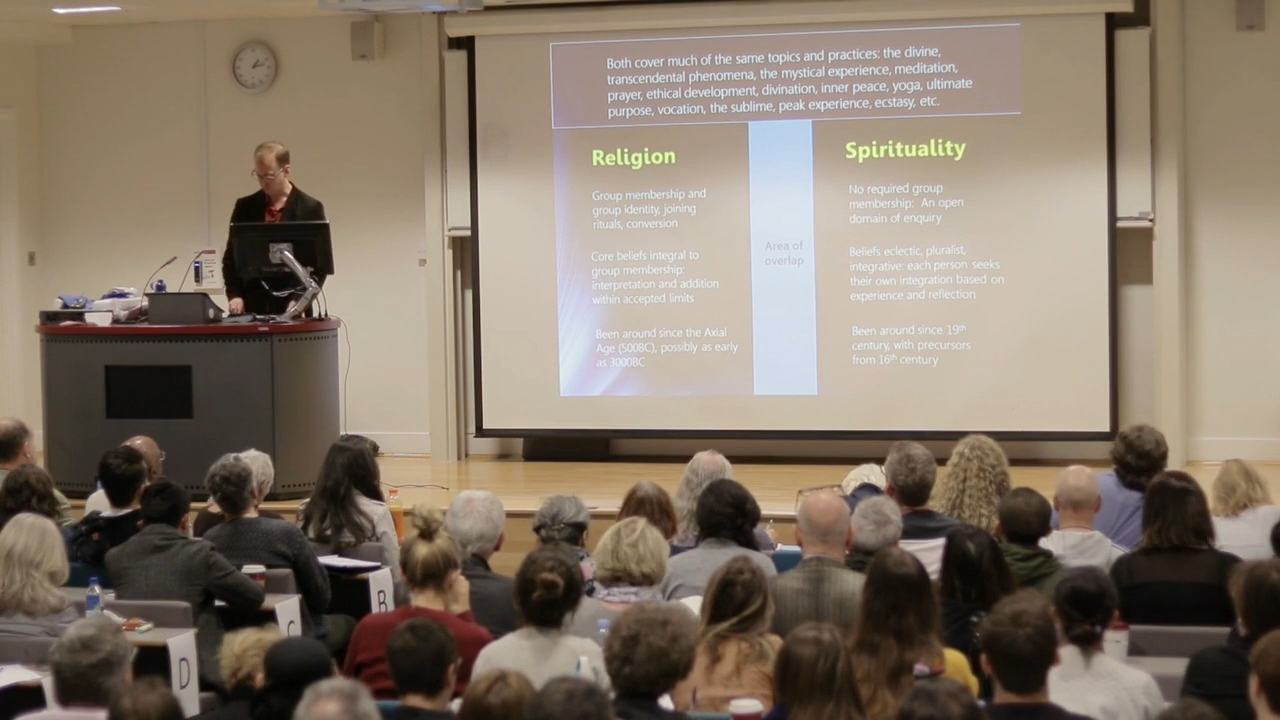 Both cover much of the same topics and practices: the divine,
transcendental phenomena, the mystical experience, meditation,
prayer, ethical development, divination, inner peace, yoga, ultimate
purpose, vocation, the sublime, peak experience, ecstasy, etc.
Religion
Group membership and
group identity, joining
rituals, conversion
Core beliefs integral to
group membership:
interpretation and addition
within accepted limits
Been around since the Axial
Age (500BC), possibly as early
as 3000BC
Area of
overlap
Spirituality
No required group
membership: An open
domain of enquiry
Beliefs eclectic, pluralist,
integrative: each person seeks
their own integration based on
experience and reflection
Been around since 19th
century, with precursors
from 16th century
B
C
D